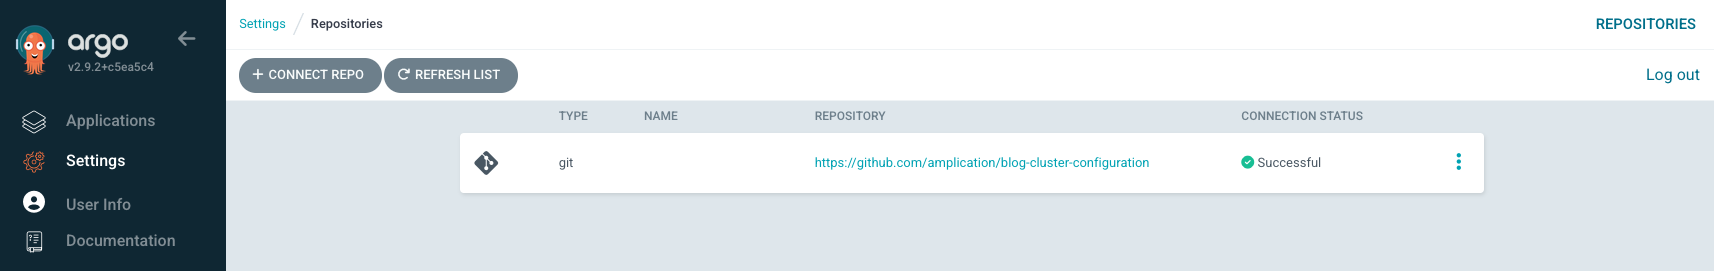 argo
v2.9.2+c5ea5c4
Applications
Settings
User Info
Documentation
Settings / Repositories
REPOSITORIES
+ CONNECT REPO
REFRESH LIST
Log out
TYPE NAME REPOSITORY CONNECTION STATUS
git https://github.com/amplication/blog-cluster-configuration Successful